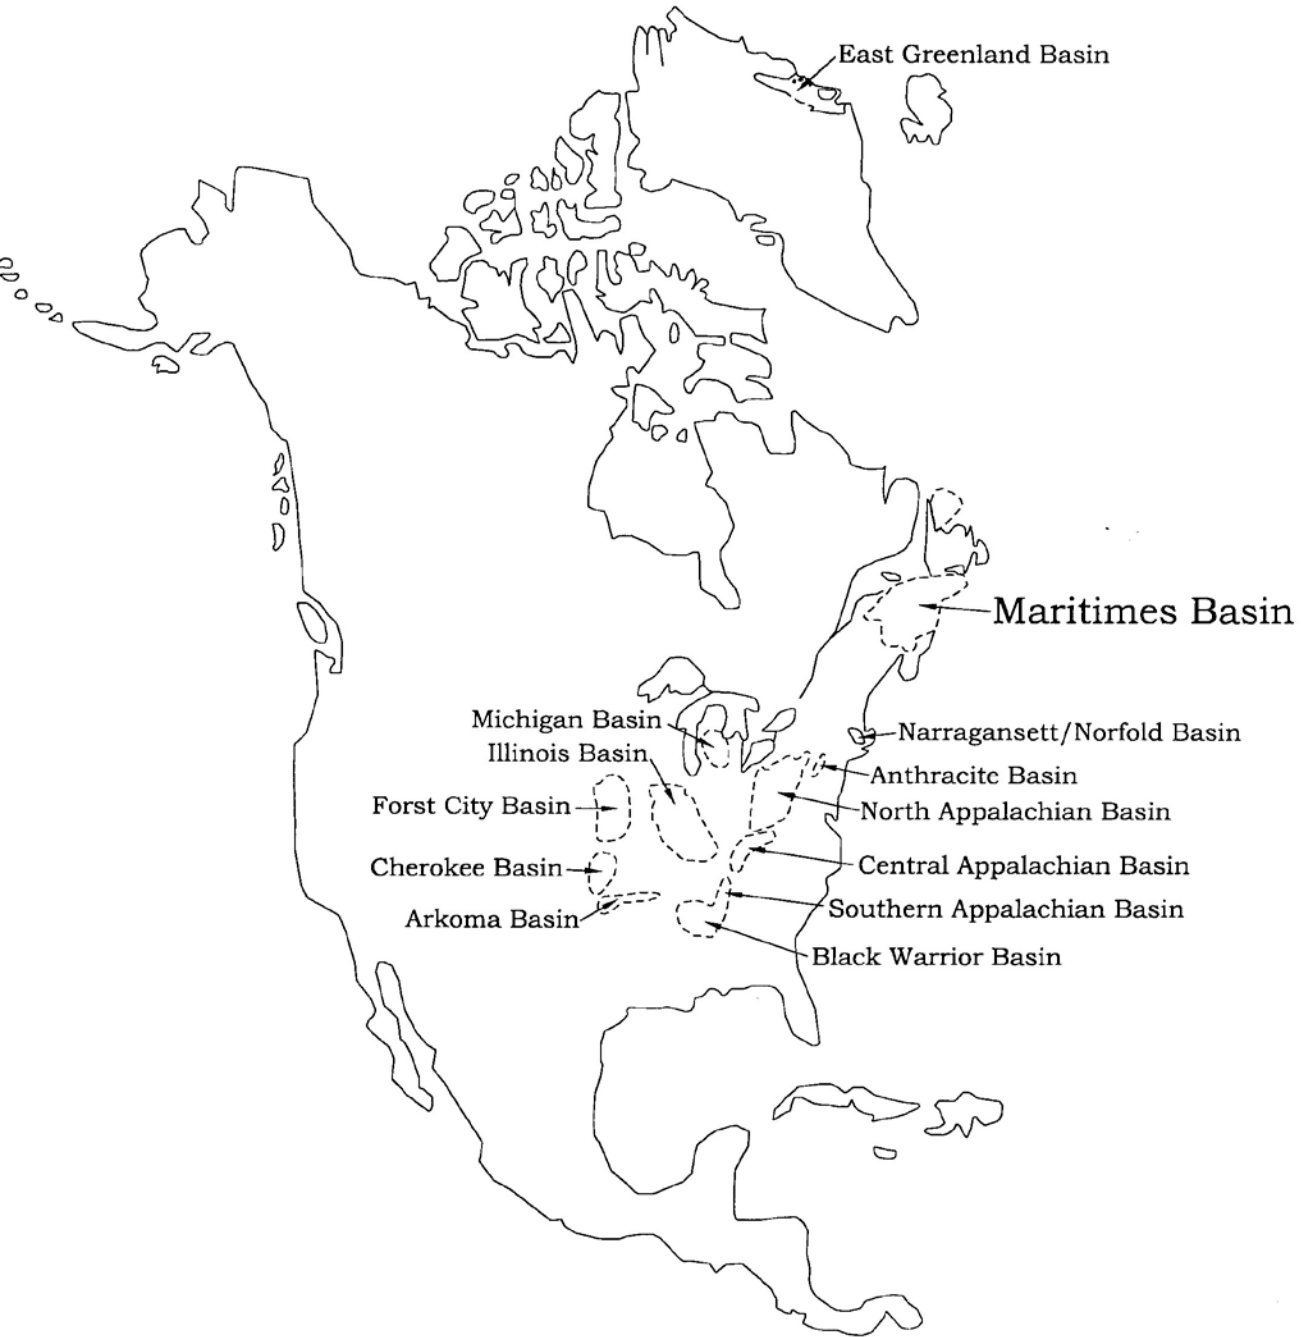 East Greenland Basin
Maritimes Basin
Michigan Basin
Narragansett/Norfold Basin
Illinois Basin
Anthracite Basin
Forst City Basin
North Appalachian Basin
Cherokee Basin
Central Appalachian Basin
Arkoma Basin
Southern Appalachian Basin
Black Warrior Basin